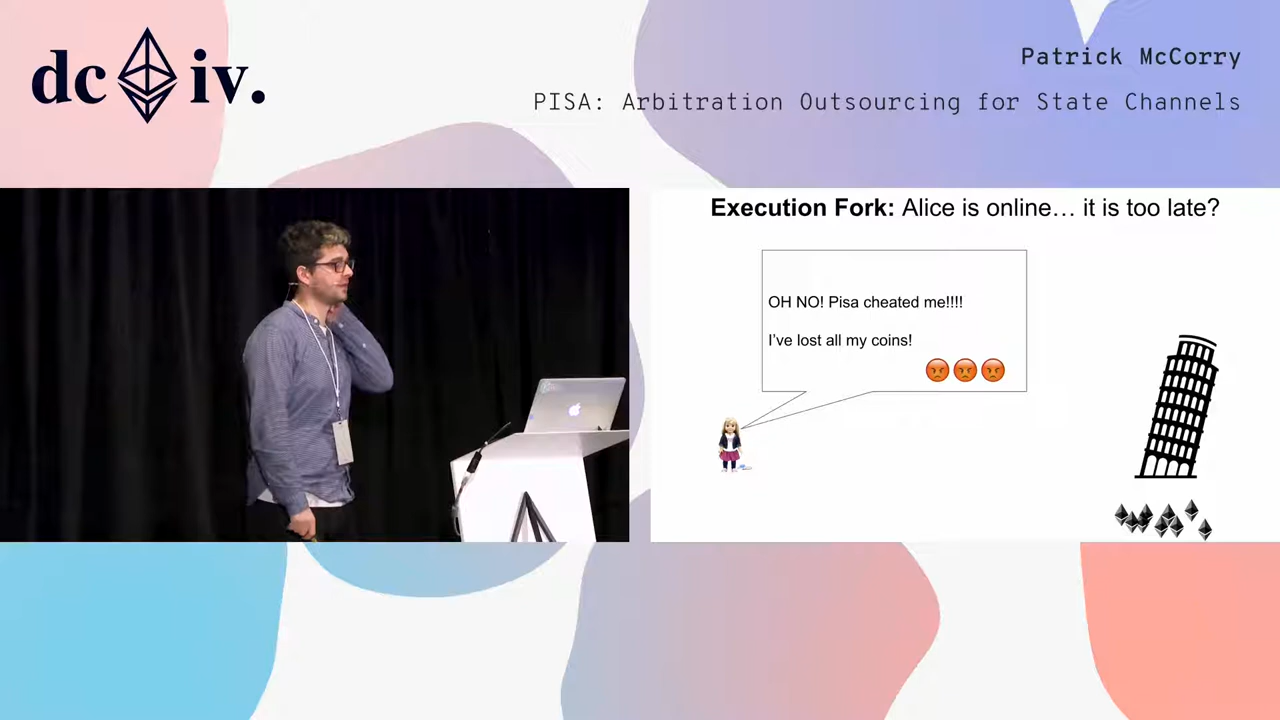 dc iv.
Patrick McCorry
PISA: Arbitration Outsourcing for State Channels
Execution Fork: Alice is online… it is too late?
OH NO! Pisa cheated me!!!!
I've lost all my coins!